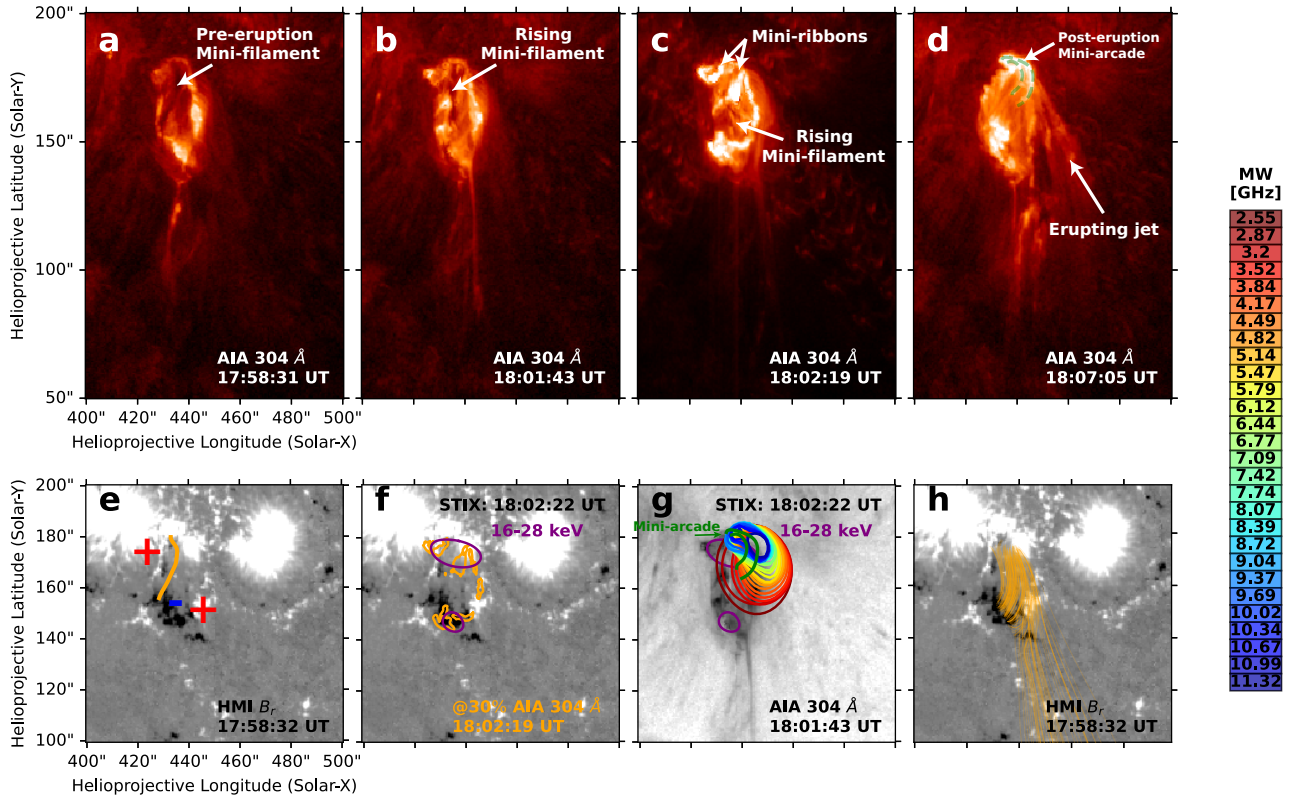 200"
150"
100"
50"
Helioprojective Latitude (Solar-Y)
a
Pre-eruption
Mini-filament
AIA 304 Å
17:58:31 UT
b
Rising
Mini-filament
AIA 304 Å
18:01:43 UT
c
Mini-ribbons
Rising
Mini-filament
AIA 304 Å
18:02:19 UT
d
Post-eruption
Mini-arcade
Erupting jet
AIA 304 Å
18:07:05 UT
400" 420" 440" 460" 480" 500"
Helioprojective Longitude (Solar-X)
200"
180"
160"
140"
120"
100"
Helioprojective Latitude (Solar-Y)
e
+
-
+
HMI Br
17:58:32 UT
f
STIX: 18:02:22 UT
16-28 keV
@30% AIA 304 Å
18:02:19 UT
g
STIX: 18:02:22 UT
Mini-arcade
16-28 keV
AIA 304 Å
18:01:43 UT
h
HMI Br
17:58:32 UT
400" 420" 440" 460" 480" 500"
Helioprojective Longitude (Solar-X)
MW
[GHz]
2.55
2.87
3.2
3.52
3.84
4.17
4.49
4.82
5.14
5.47
5.79
6.12
6.44
6.77
7.09
7.42
7.74
8.07
8.39
8.72
9.04
9.37
9.69
10.02
10.34
10.67
10.99
11.32